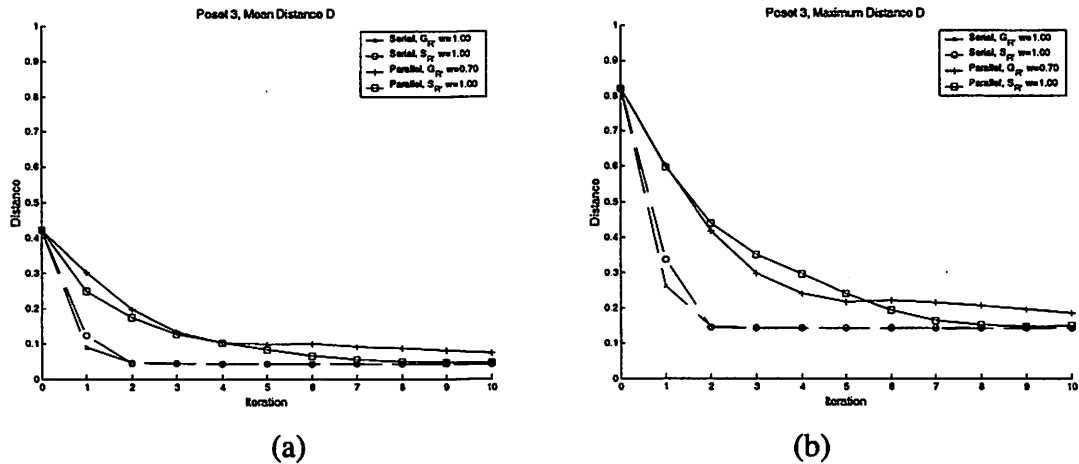 Poset 3, Mean Distance D
Serial, G_R, w=1.00
Serial, S_R, w=1.00
Parallel, G_R, w=0.70
Parallel, S_R, w=1.00
1
0.9
0.8
0.7
0.6
0.5
0.4
0.3
0.2
0.1
0
Distance
0 1 2 3 4 5 6 7 8 9 10
Iteration
(a)
Poset 3, Maximum Distance D
Serial, G_R, w=1.00
Serial, S_R, w=1.00
Parallel, G_R, w=0.70
Parallel, S_R, w=1.00
1
0.9
0.8
0.7
0.6
0.5
0.4
0.3
0.2
0.1
0
Distance
0 1 2 3 4 5 6 7 8 9 10
Iteration
(b)